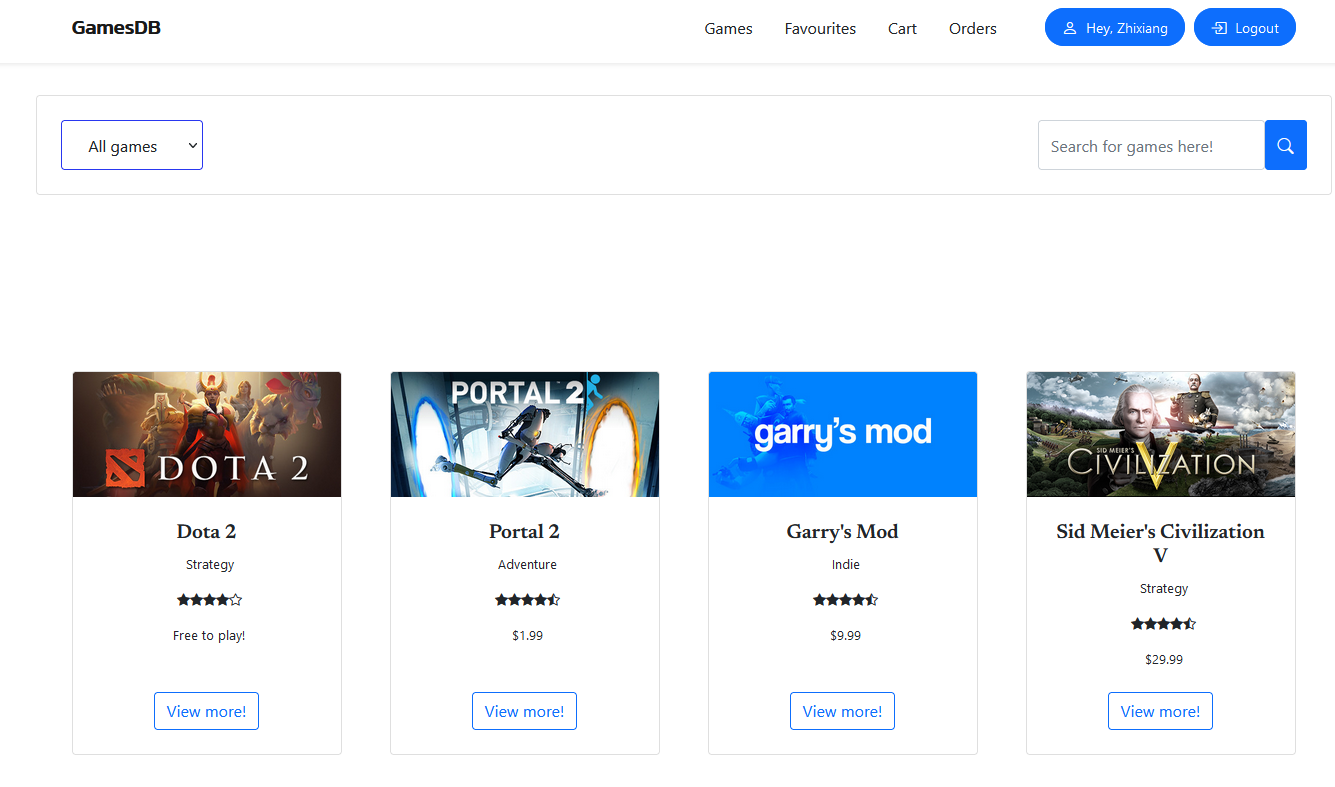 GamesDB
Games Favourites Cart Orders Hey, Zhixiang Logout
All games
Search for games here!
DOTA 2
PORTAL 2
garry's mod
SID MEIER'S
CIVILIZATION V
Dota 2
Strategy
Free to play!
View more!
Portal 2
Adventure
$1.99
View more!
Garry's Mod
Indie
$9.99
View more!
Sid Meier's Civilization
V
Strategy
$29.99
View more!